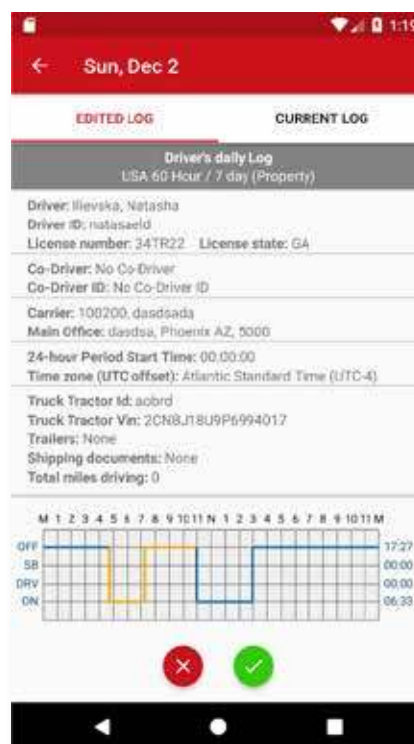 1:19
Sun, Dec 2
EDITED LOG CURRENT LOG
Driver's daily Log
USA 60 Hour / 7 day (Property)
Driver: Ilievska, Natasha
Driver ID: natasaeld
License number: 34TR22 License state: GA
Co-Driver: No Co-Driver
Co-Driver ID: No Co-Driver ID
Carrier: 100200, dasdsada
Main Office: dasdsa, Phoenix AZ, 5000
24-hour Period Start Time: 00:00:00
Time zone (UTC offset): Atlantic Standard Time (UTC-4)
Truck Tractor Id: aobrd
Truck Tractor Vin: 2CN8J18U9P6994017
Trailers: None
Shipping documents: None
Total miles driving: 0
M 1 2 3 4 5 6 7 8 9 10 11 N 1 2 3 4 5 6 7 8 9 10 11 M
OFF 17:27
SB 00:00
DRV 00:00
ON 06:33